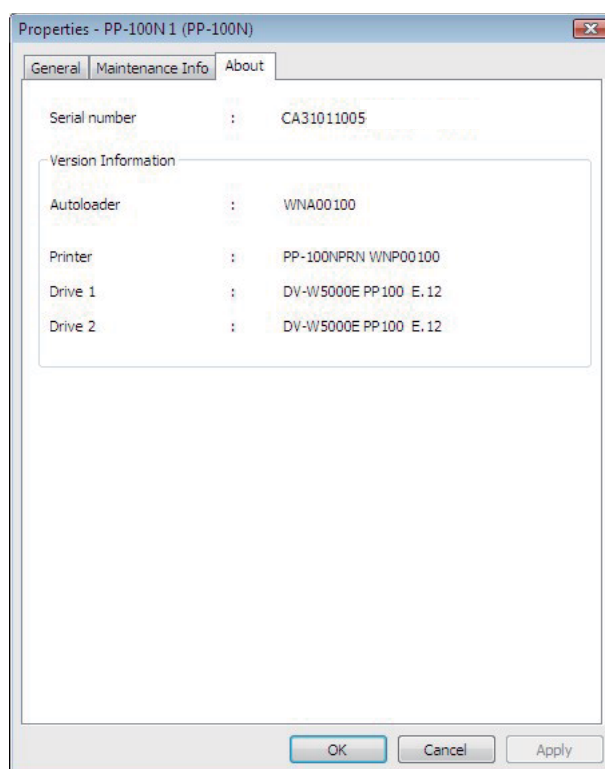 Properties - PP-100N 1 (PP-100N)
General Maintenance Info About
Serial number : CA31011005
Version Information
Autoloader : WNA00100
Printer : PP-100NPRN WNP00100
Drive 1 : DV-W5000E PP100 E.12
Drive 2 : DV-W5000E PP100 E.12
OK Cancel Apply